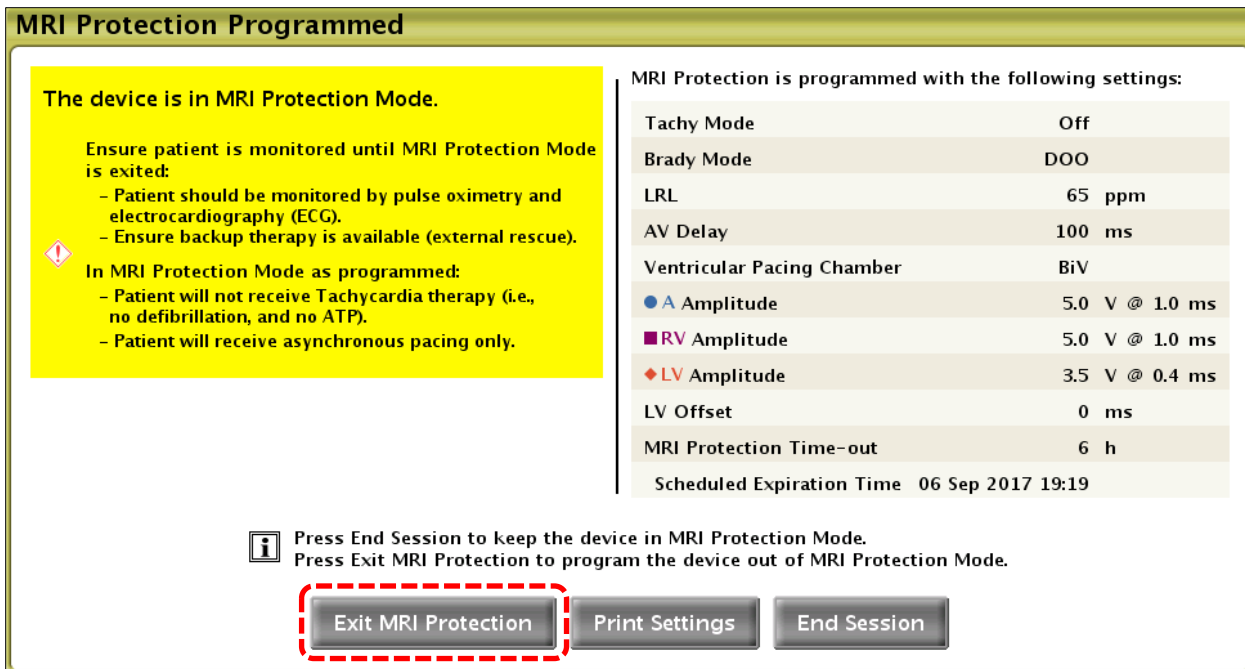 MRI Protection Programmed
The device is in MRI Protection Mode.
Ensure patient is monitored until MRI Protection Mode
is exited:
– Patient should be monitored by pulse oximetry and
electrocardiography (ECG).
– Ensure backup therapy is available (external rescue).
In MRI Protection Mode as programmed:
– Patient will not receive Tachycardia therapy (i.e.,
no defibrillation, and no ATP).
– Patient will receive asynchronous pacing only.
MRI Protection is programmed with the following settings:
Tachy Mode Off
Brady Mode DOO
LRL 65 ppm
AV Delay 100 ms
Ventricular Pacing Chamber BiV
A Amplitude 5.0 V @ 1.0 ms
RV Amplitude 5.0 V @ 1.0 ms
LV Amplitude 3.5 V @ 0.4 ms
LV Offset 0 ms
MRI Protection Time-out 6 h
Scheduled Expiration Time 06 Sep 2017 19:19
Press End Session to keep the device in MRI Protection Mode.
Press Exit MRI Protection to program the device out of MRI Protection Mode.
Exit MRI Protection Print Settings End Session